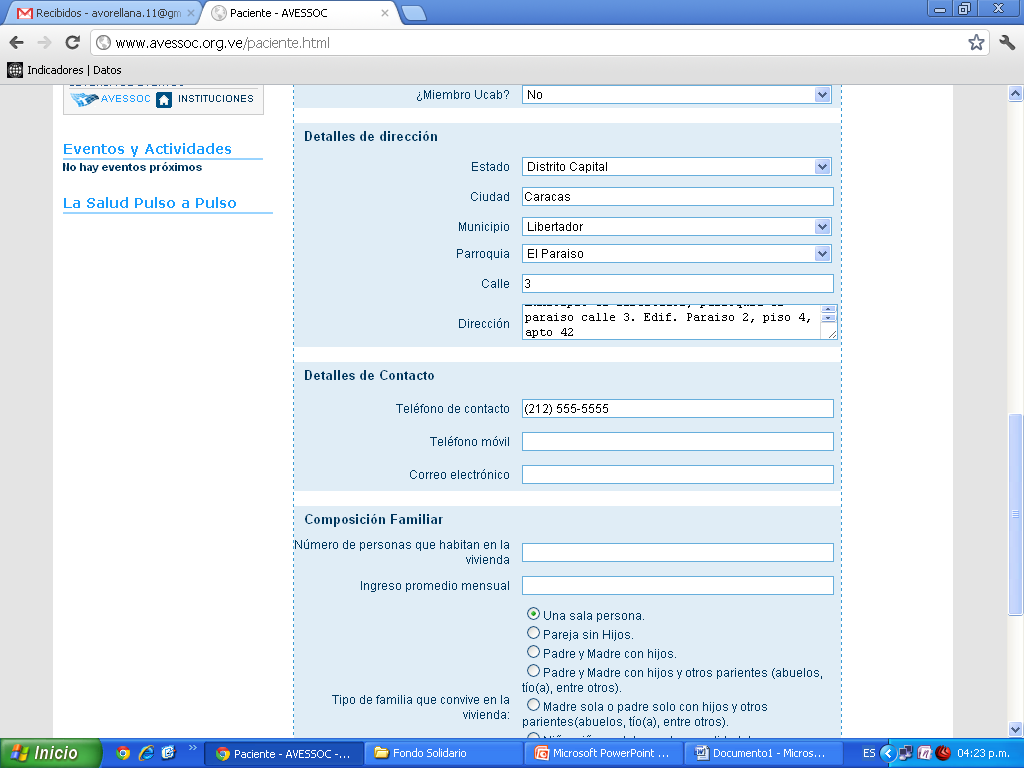 Recibidos - avorellana.11@gm
Paciente - AVESSOC
www.avessoc.org.ve/paciente.html
Indicadores | Datos
AVESSOC
INSTITUCIONES
Eventos y Actividades
No hay eventos próximos
La Salud Pulso a Pulso
¿Miembro Ucab? No
Detalles de dirección
Estado Distrito Capital
Ciudad Caracas
Municipio Libertador
Parroquia El Paraiso
Calle 3
Dirección
paraiso calle 3. Edif. Paraiso 2, piso 4,
apto 42
Detalles de Contacto
Teléfono de contacto (212) 555-5555
Teléfono móvil
Correo electrónico
Composición Familiar
Número de personas que habitan en la
vivienda
Ingreso promedio mensual
Tipo de familia que convive en la
vivienda:
Una sala persona.
Pareja sin Hijos.
Padre y Madre con hijos.
Padre y Madre con hijos y otros parientes (abuelos,
tío(a), entre otros).
Madre sola o padre solo con hijos y otros
parientes(abuelos, tío(a), entre otros).
Inicio
Paciente - AVESSOC - ...
Fondo Solidario
Microsoft PowerPoint ...
Documento1 - Micros...
ES
04:23 p.m.